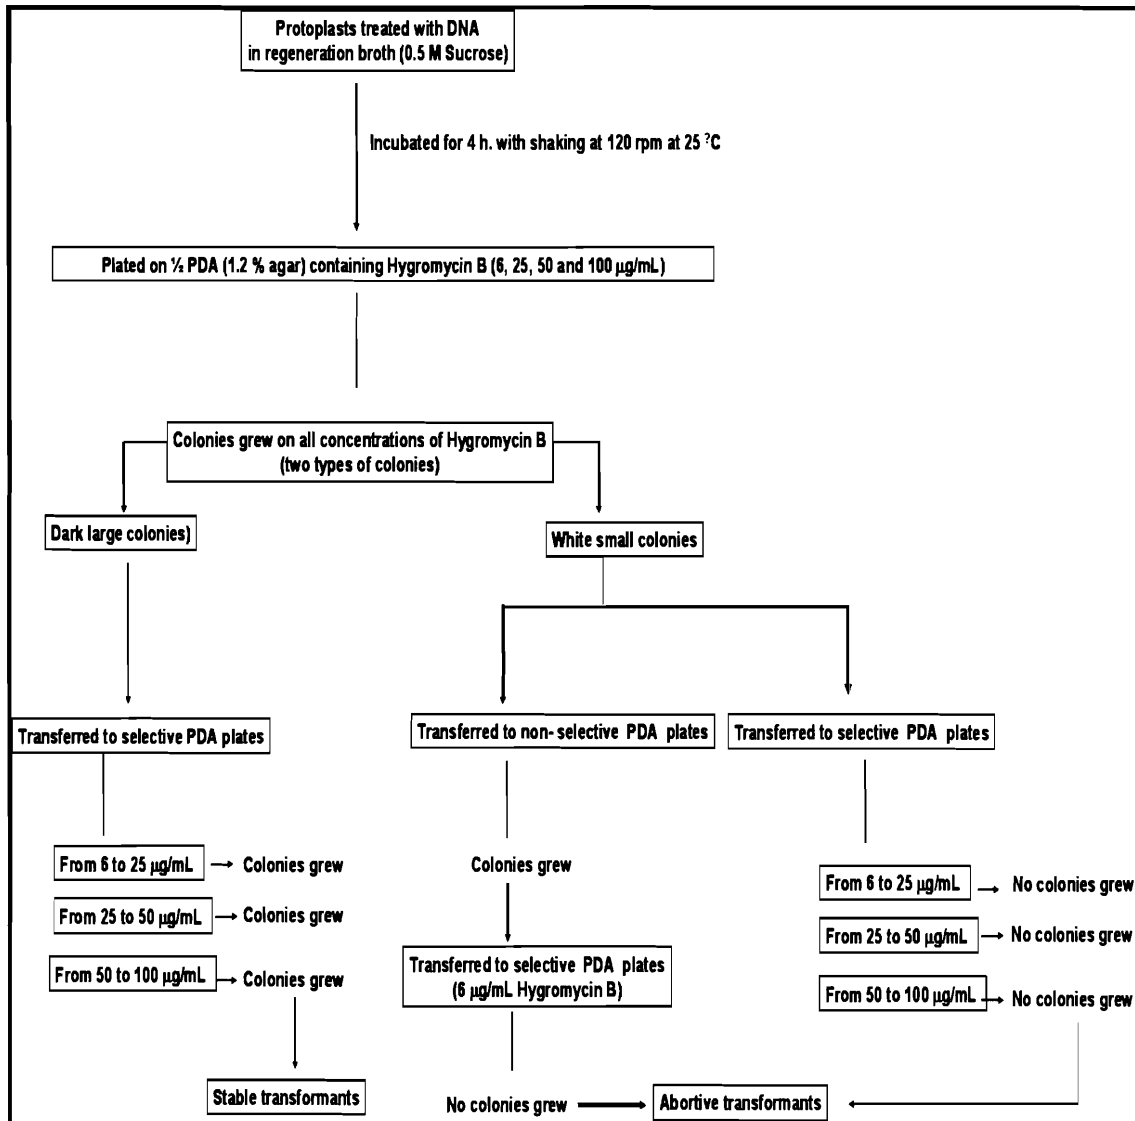 Protoplasts treated with DNA
in regeneration broth (0.5 M Sucrose)
Incubated for 4 h. with shaking at 120 rpm at 25 ?C
Plated on ½ PDA (1.2 % agar) containing Hygromycin B (6, 25, 50 and 100 µg/mL)
Colonies grew on all concentrations of Hygromycin B
(two types of colonies)
Dark large colonies)
White small colonies
Transferred to selective PDA plates
Transferred to non- selective PDA plates
Transferred to selective PDA plates
From 6 to 25 µg/mL
Colonies grew
From 25 to 50 µg/mL
Colonies grew
From 50 to 100 µg/mL
Colonies grew
Stable transformants
Colonies grew
Transferred to selective PDA plates
(6 µg/mL Hygromycin B)
No colonies grew
Abortive transformants
From 6 to 25 µg/mL
No colonies grew
From 25 to 50 µg/mL
No colonies grew
From 50 to 100 µg/mL
No colonies grew